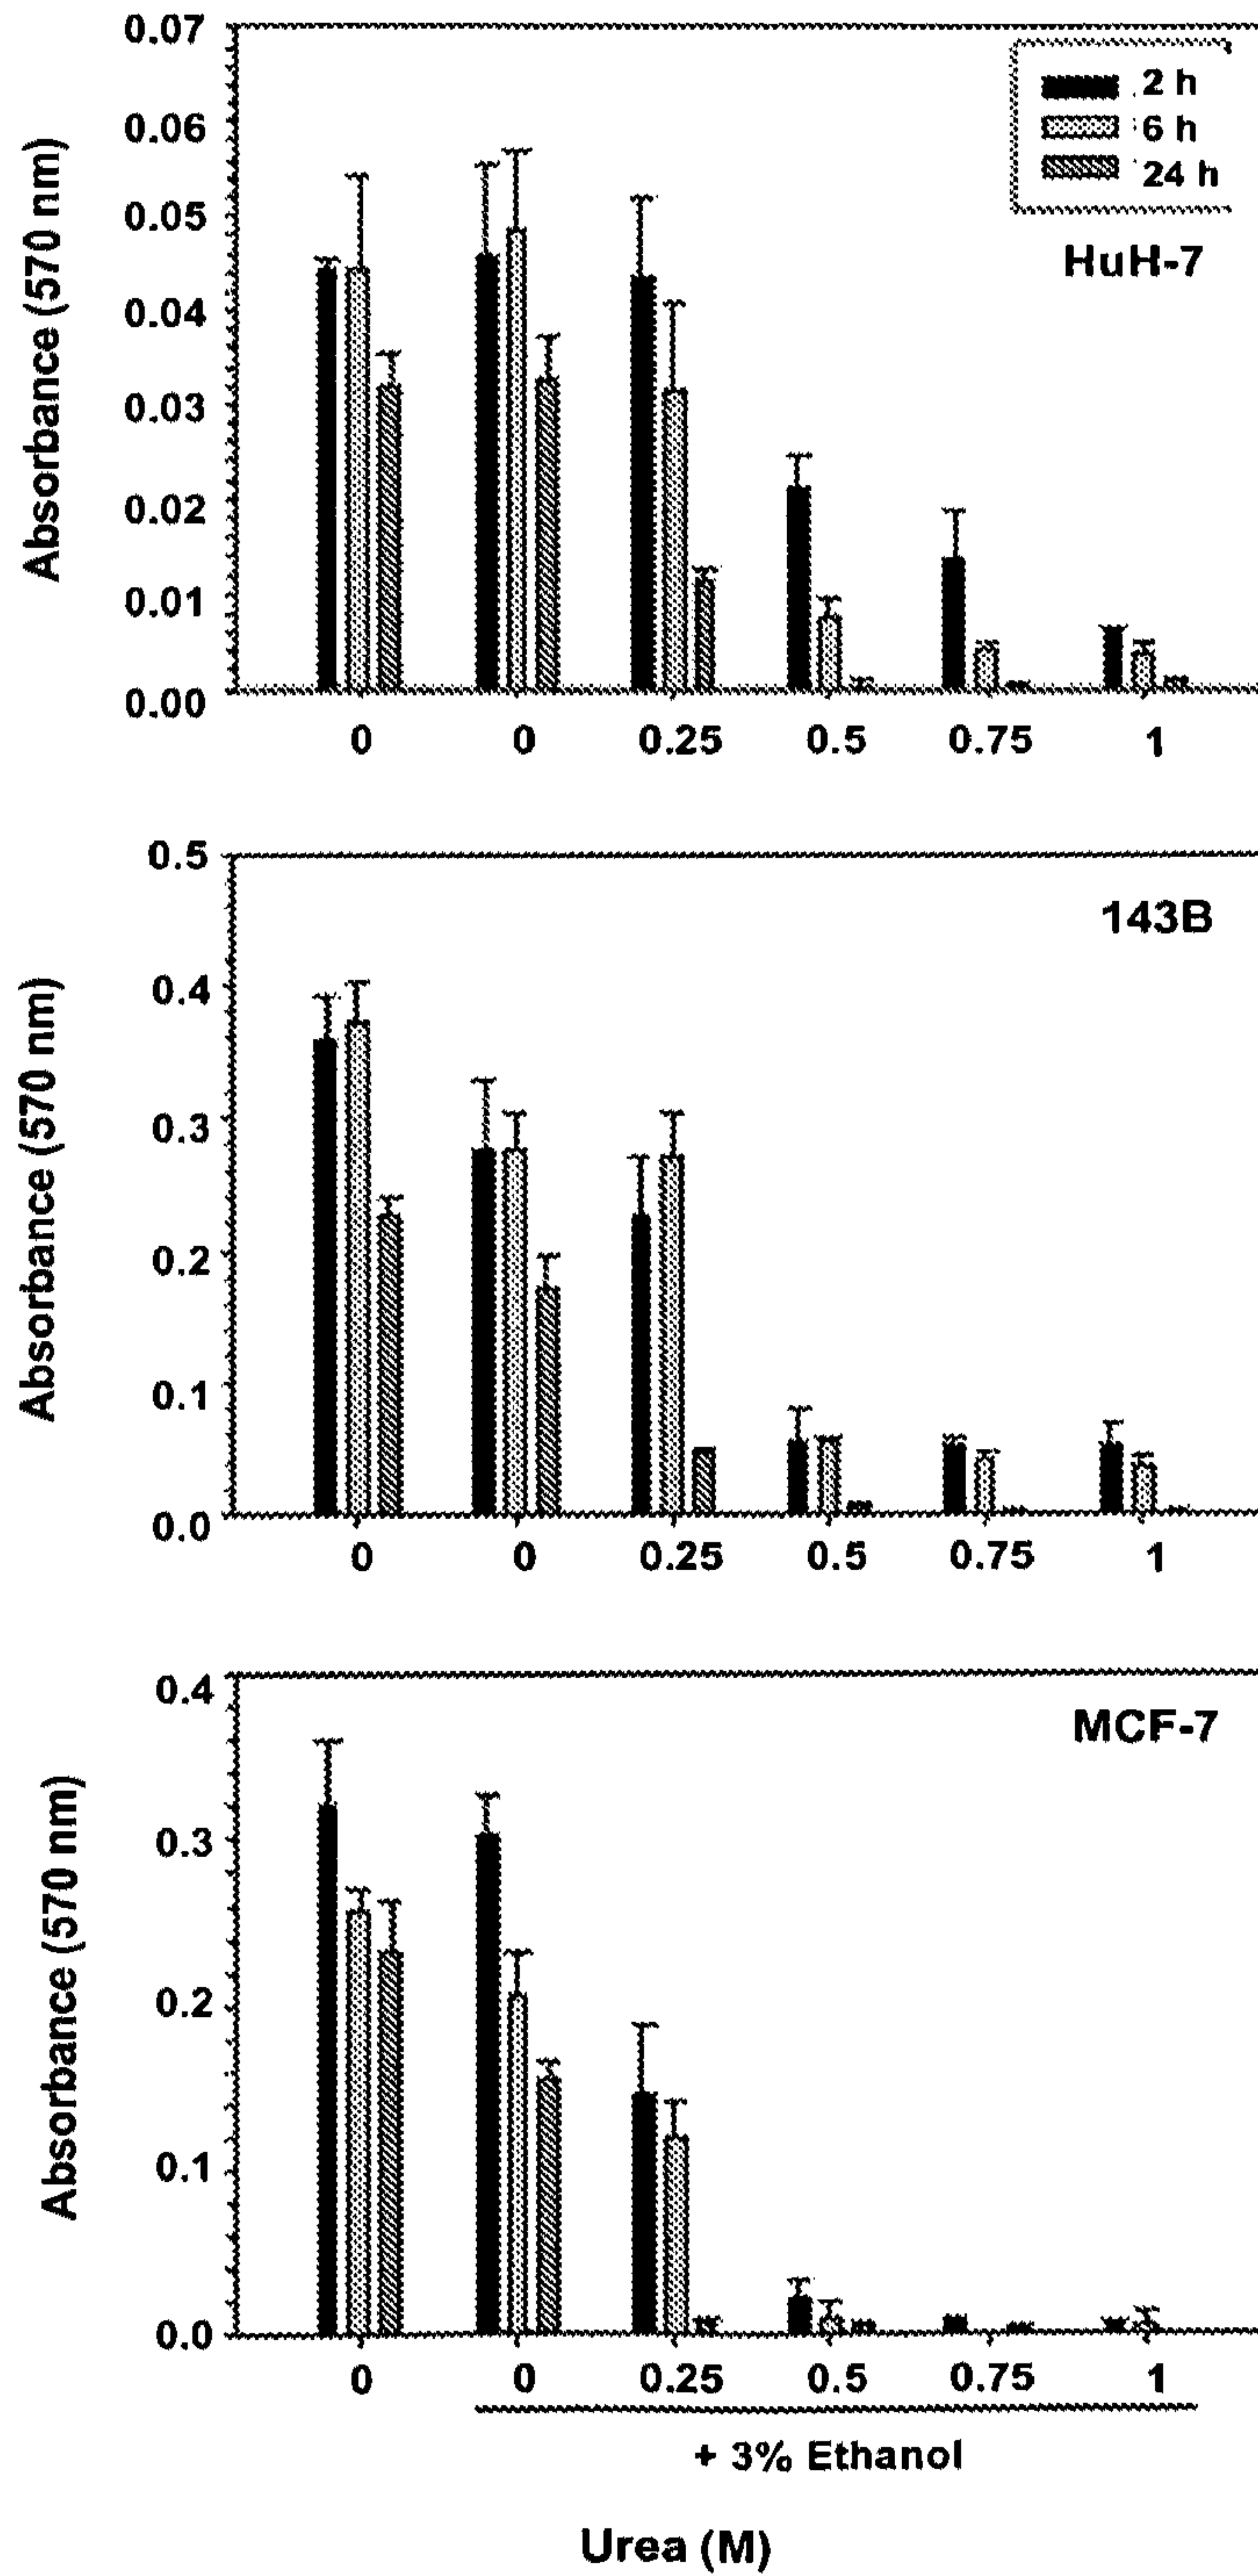 0.07
0.06
0.05
0.04
0.03
0.02
0.01
0.00
Absorbance (570 nm)
2 h
6 h
24 h
HuH-7
0 0 0.25 0.5 0.75 1
0.5
0.4
0.3
0.2
0.1
0.0
Absorbance (570 nm)
143B
0 0 0.25 0.5 0.75 1
0.4
0.3
0.2
0.1
0.0
Absorbance (570 nm)
MCF-7
0 0 0.25 0.5 0.75 1
+ 3% Ethanol
Urea (M)